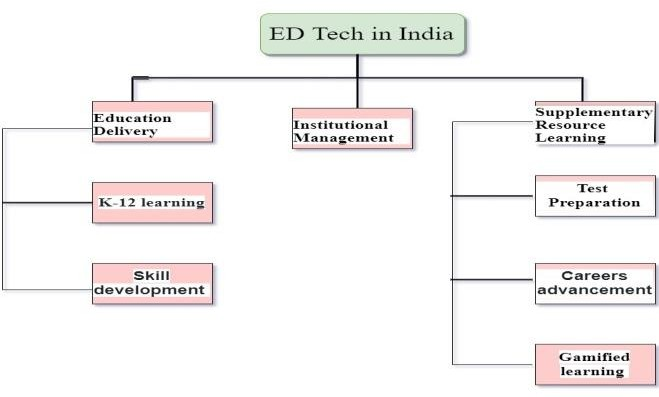 ED Tech in India
Education
Delivery
Institutional
Management
Supplementary
Resource
Learning
K-12 learning
Test
Preparation
Skill
development
Careers
advancement
Gamified
learning